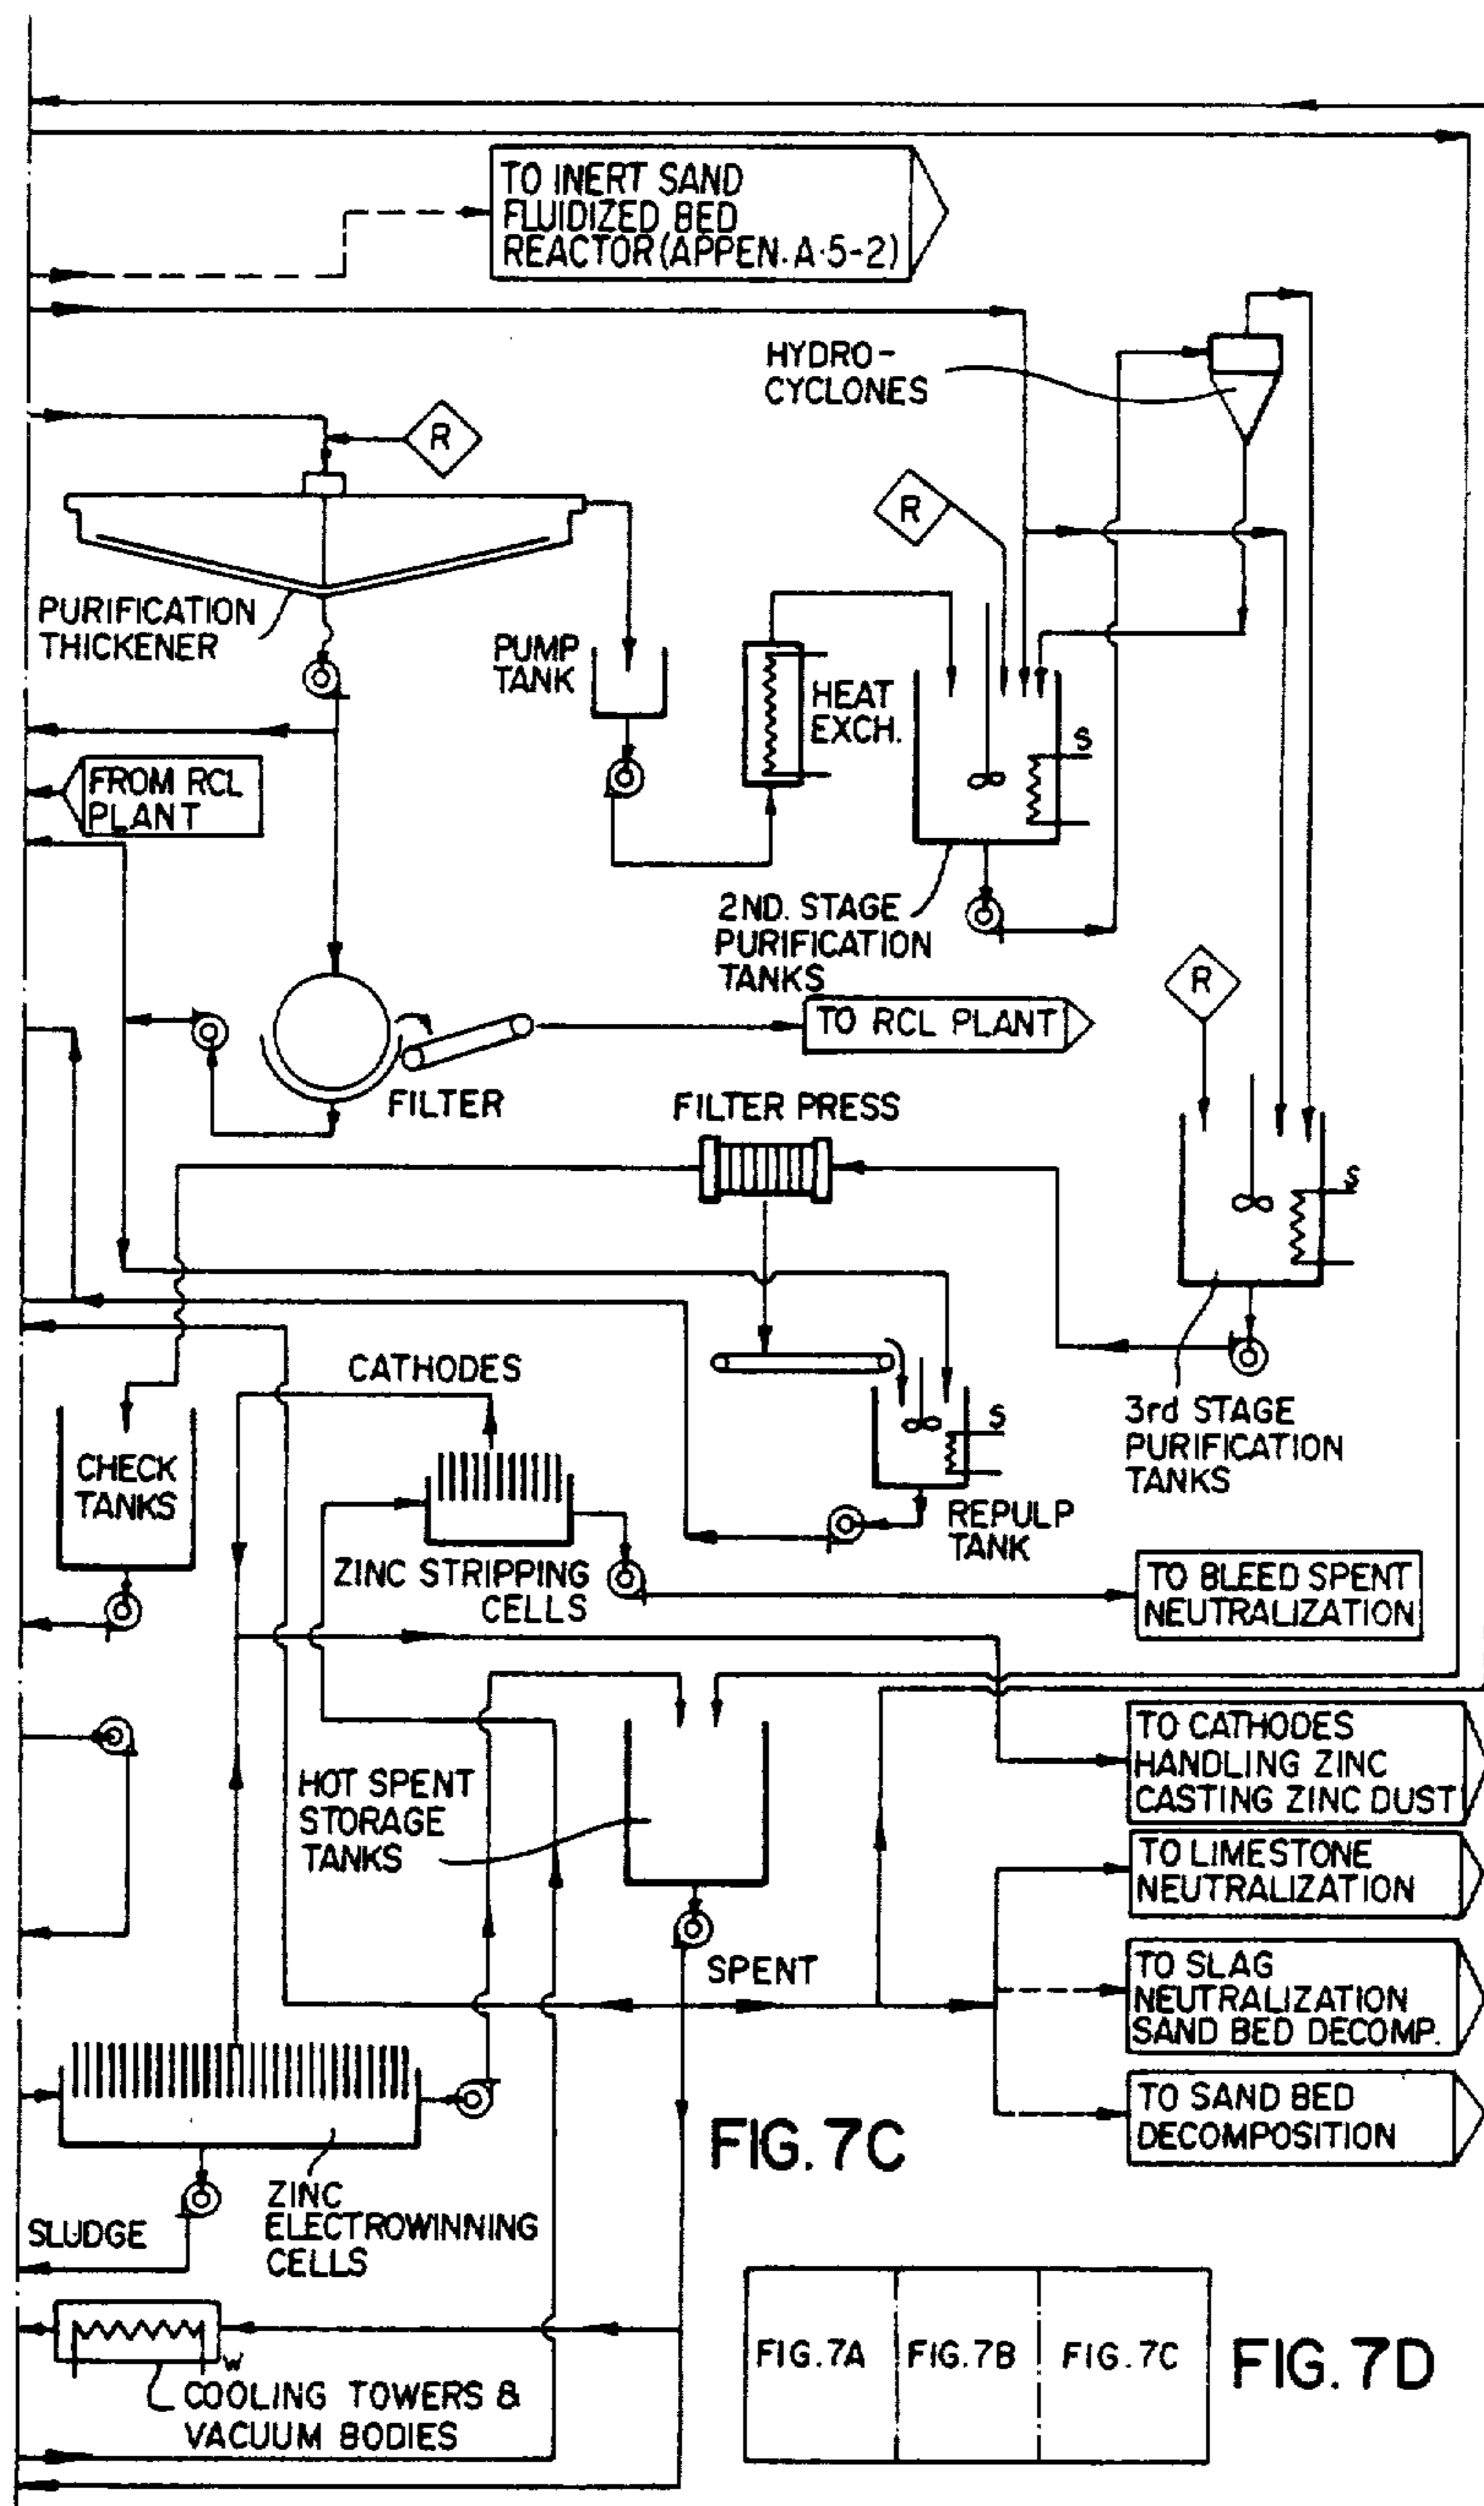 TO INERT SAND
FLUIDIZED BED
REACTOR (APPEN. A-5-2)
HYDRO-
CYCLONES
R
R
PURIFICATION
THICKENER
PUMP
TANK
HEAT
EXCH.
S
FROM RCL
PLANT
2ND. STAGE
PURIFICATION
TANKS
R
TO RCL PLANT
FILTER
FILTER PRESS
S
CATHODES
3rd STAGE
PURIFICATION
TANKS
CHECK
TANKS
S
REPULP
TANK
ZINC STRIPPING
CELLS
TO BLEED SPENT
NEUTRALIZATION
TO CATHODES
HANDLING ZINC
CASTING ZINC DUST
HOT SPENT
STORAGE
TANKS
TO LIMESTONE
NEUTRALIZATION
SPENT
TO SLAG
NEUTRALIZATION
SAND BED DECOMP.
TO SAND BED
DECOMPOSITION
FIG. 7C
ZINC
ELECTROWINNING
CELLS
SLUDGE
W
COOLING TOWERS &
VACUUM BODIES
FIG. 7A
FIG. 7B
FIG. 7C
FIG. 7D